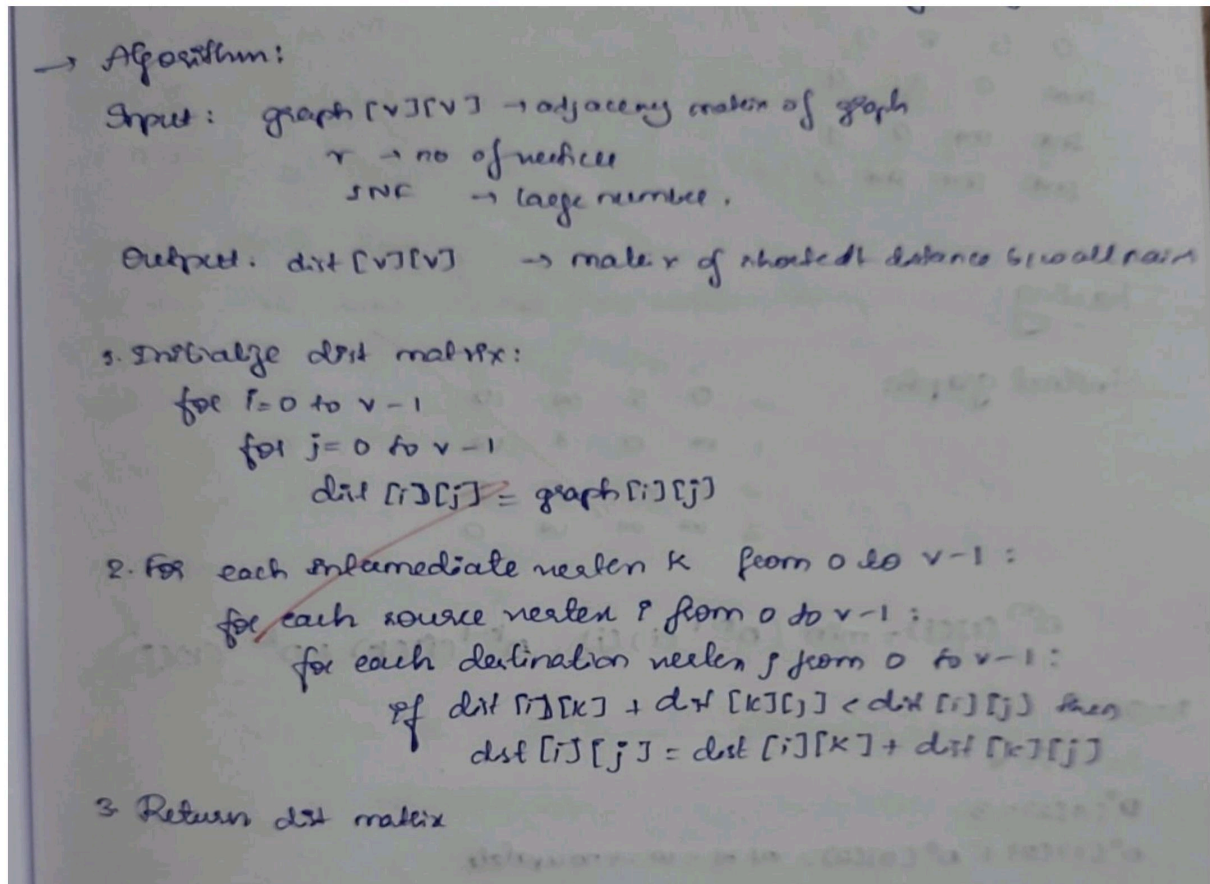 → Algorithm:
Input: graph [V][V] → adjaceny matrix of graph
v → no of vertices
INF → large number.
Output: dist [V][V] → matrix of shortest distance b/w all pairs
1. Initialze dist matrix:
for i=0 to v-1
for j=0 to v-1
dist [i][j] = graph[i][j]
2. For each intermediate vertex K from 0 to v-1:
for each source vertex i from 0 to v-1:
for each destination vertex j from 0 to v-1:
if dist [i][K] + dist [K][j] < dist [i][j] then
dist [i][j] = dist [i][K] + dist [K][j]
3. Return dist matrix